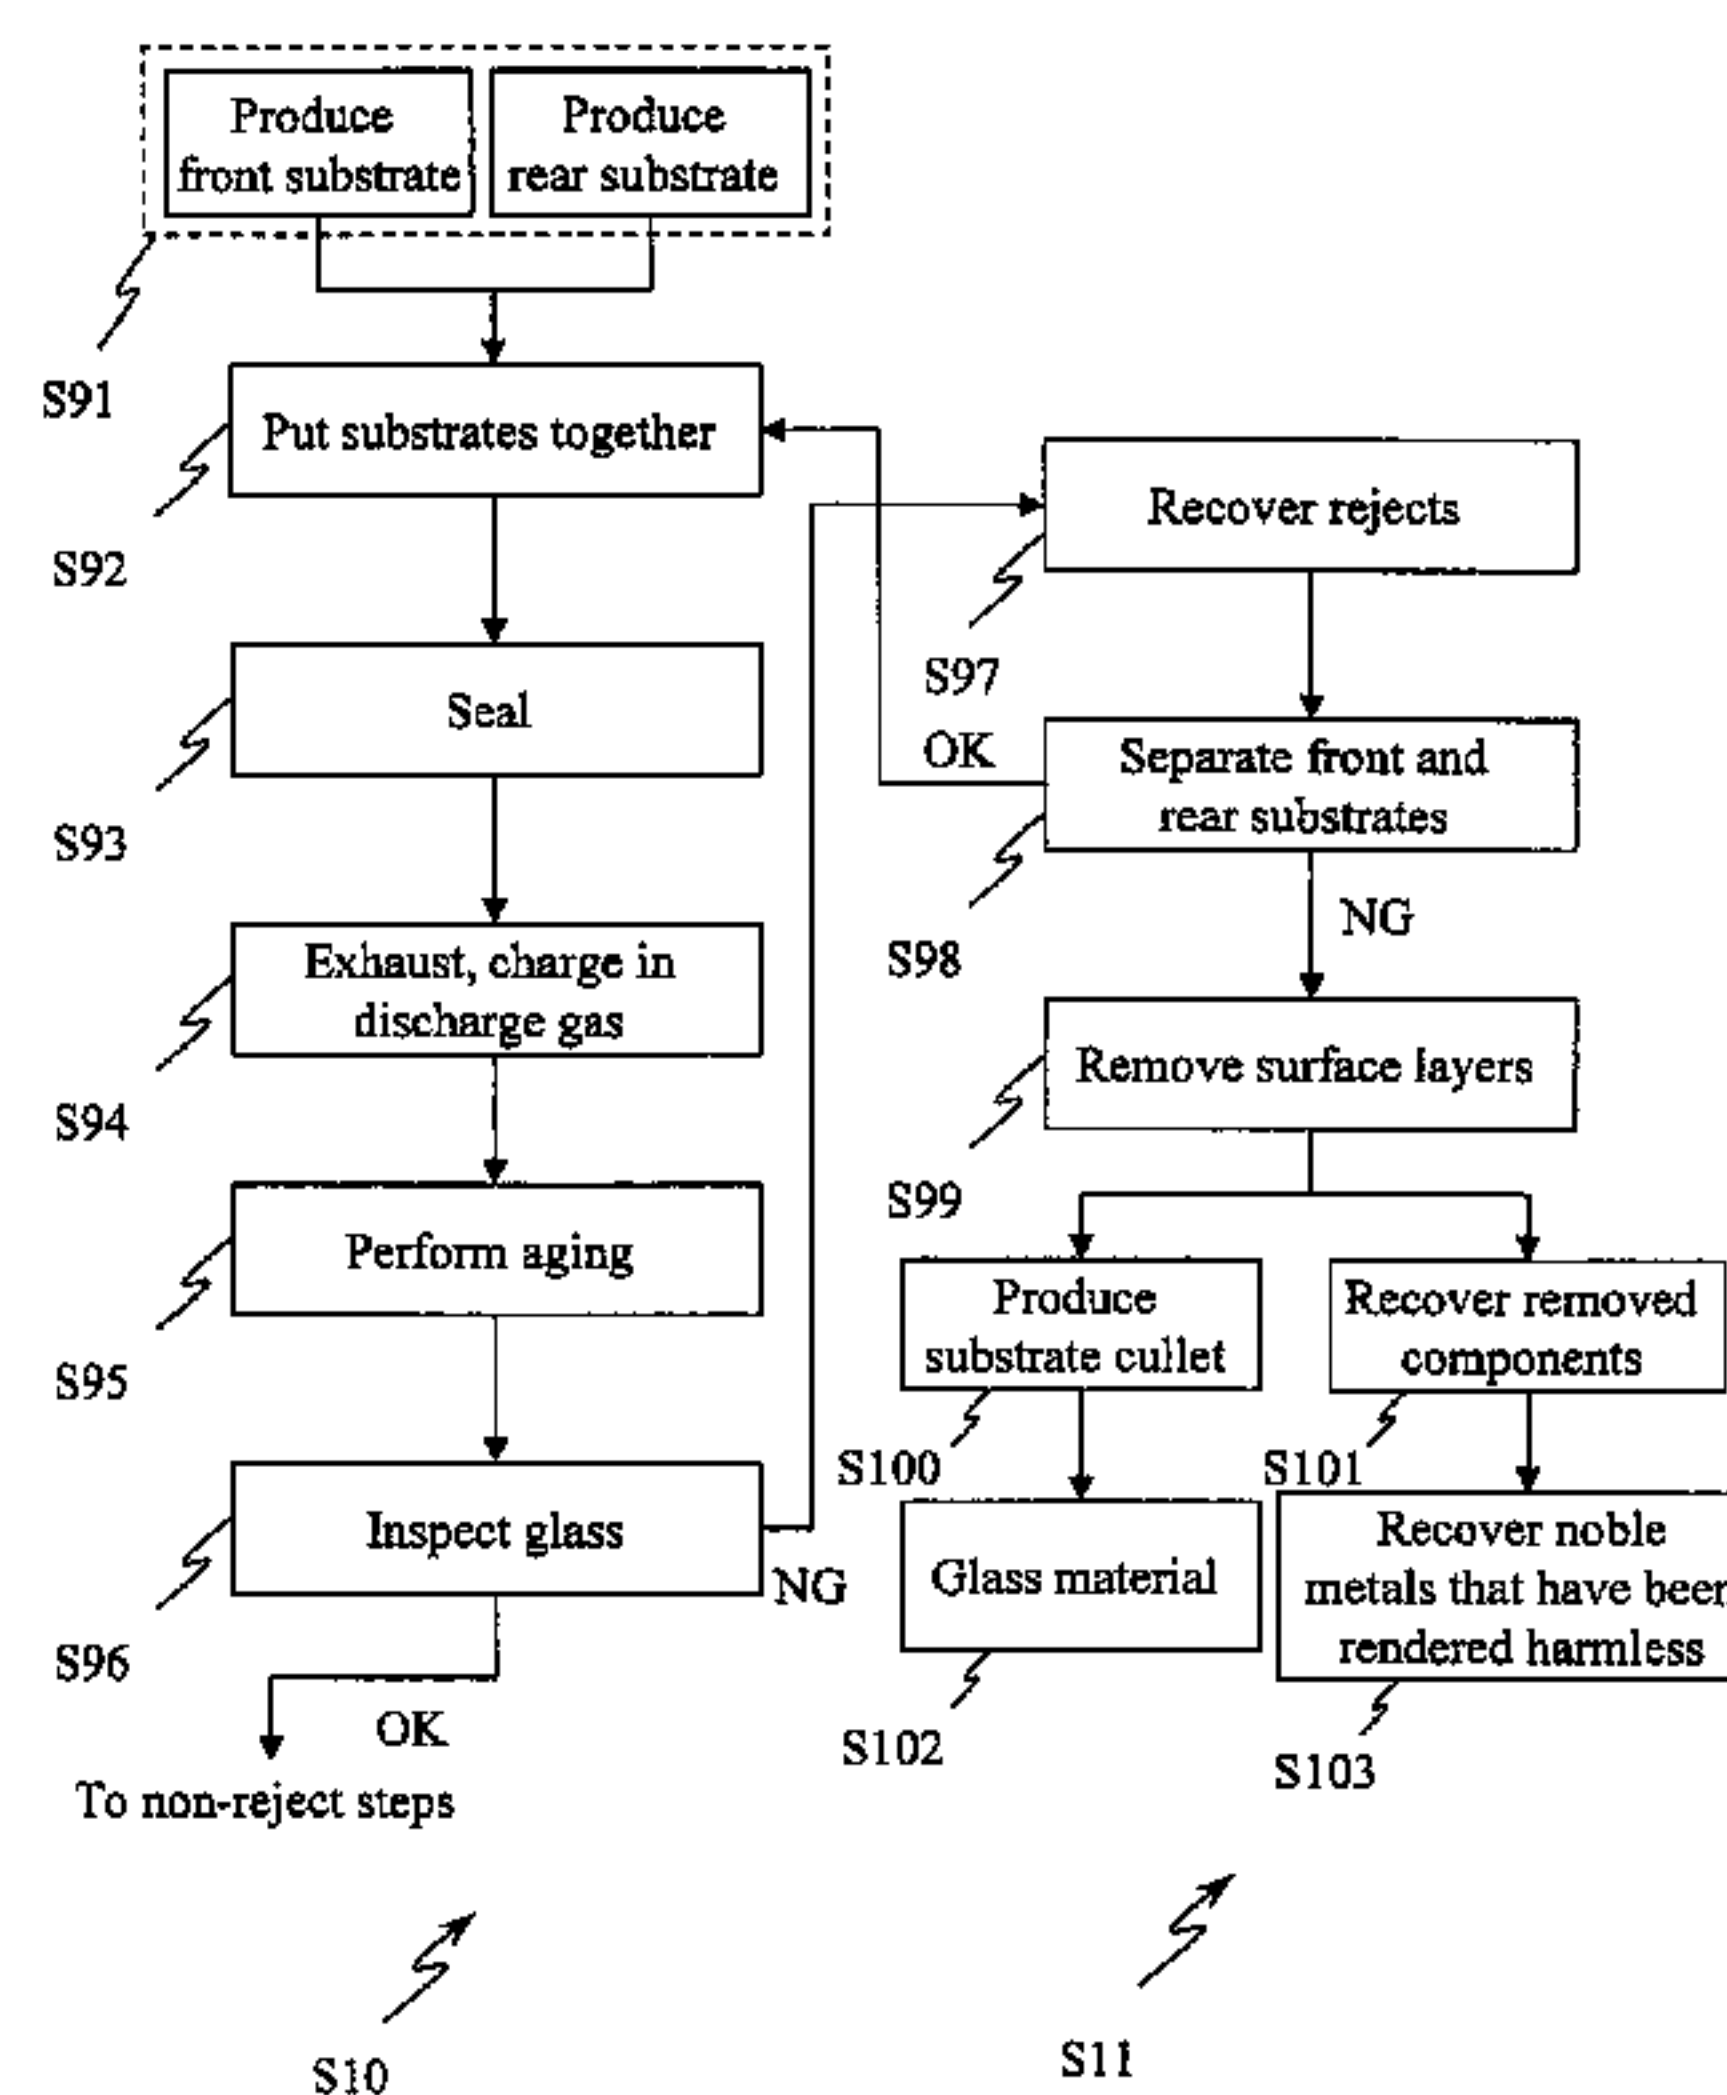 Produce
front substrate
Produce
rear substrate
S91
Put substrates together
S92
Seal
S93
Exhaust, charge in
discharge gas
S94
Perform aging
S95
Inspect glass
NG
S96
OK
To non-reject steps
S10
Recover rejects
S97
OK
Separate front and
rear substrates
S98
NG
Remove surface layers
S99
Produce
substrate cullet
S100
Recover removed
components
S101
Glass material
S102
Recover noble
metals that have been
rendered harmless
S103
S11